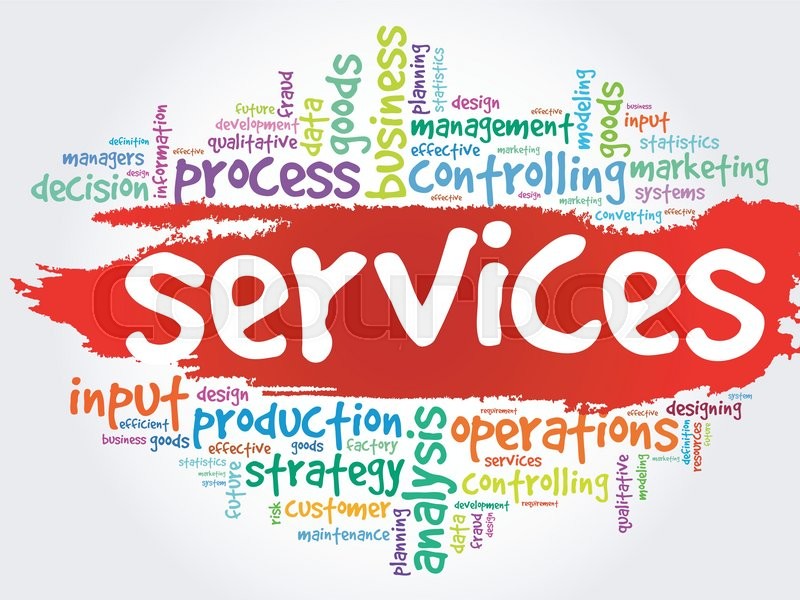 business
goods
planning
statistics
fraud
future
data
design
modeling
goods
business
effective
development
management
input
information
definition
qualitative
effective
marketing
statistics
managers
effective
process
controlling
marketing
design
decision
effective
design
marketing
systems
converting
effective
services
colourbox
input
design
system
production
requirement
effective
designing
efficient
analysis
operations
business
goods
effective
goods
factory
definition
resources
future
statistics
marketing
system
strategy
services
marketing
modeling
future
controlling
qualitative
risk
customer
development
requirement
maintenance
planning
data
fraud
design